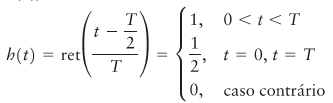 h(t) = ret((t − T/2)/T) = { 1, 0 < t < T
1/2, t = 0, t = T
0, caso contrário